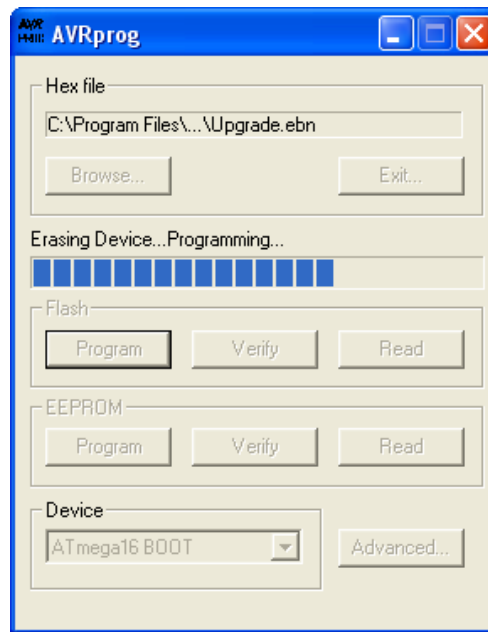 AVRprog
Hex file
C:\Program Files\...\Upgrade.ebn
Browse... Exit...
Erasing Device...Programming...
Flash
Program Verify Read
EEPROM
Program Verify Read
Device
ATmega16 BOOT Advanced...